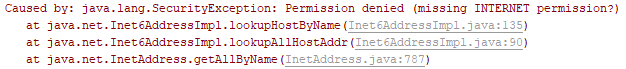 Caused by: java.lang.SecurityException: Permission denied (missing INTERNET permission?)
at java.net.Inet6AddressImpl.lookupHostByName(Inet6AddressImpl.java:135)
at java.net.Inet6AddressImpl.lookupAllHostAddr(Inet6AddressImpl.java:90)
at java.net.InetAddress.getAllByName(InetAddress.java:787)